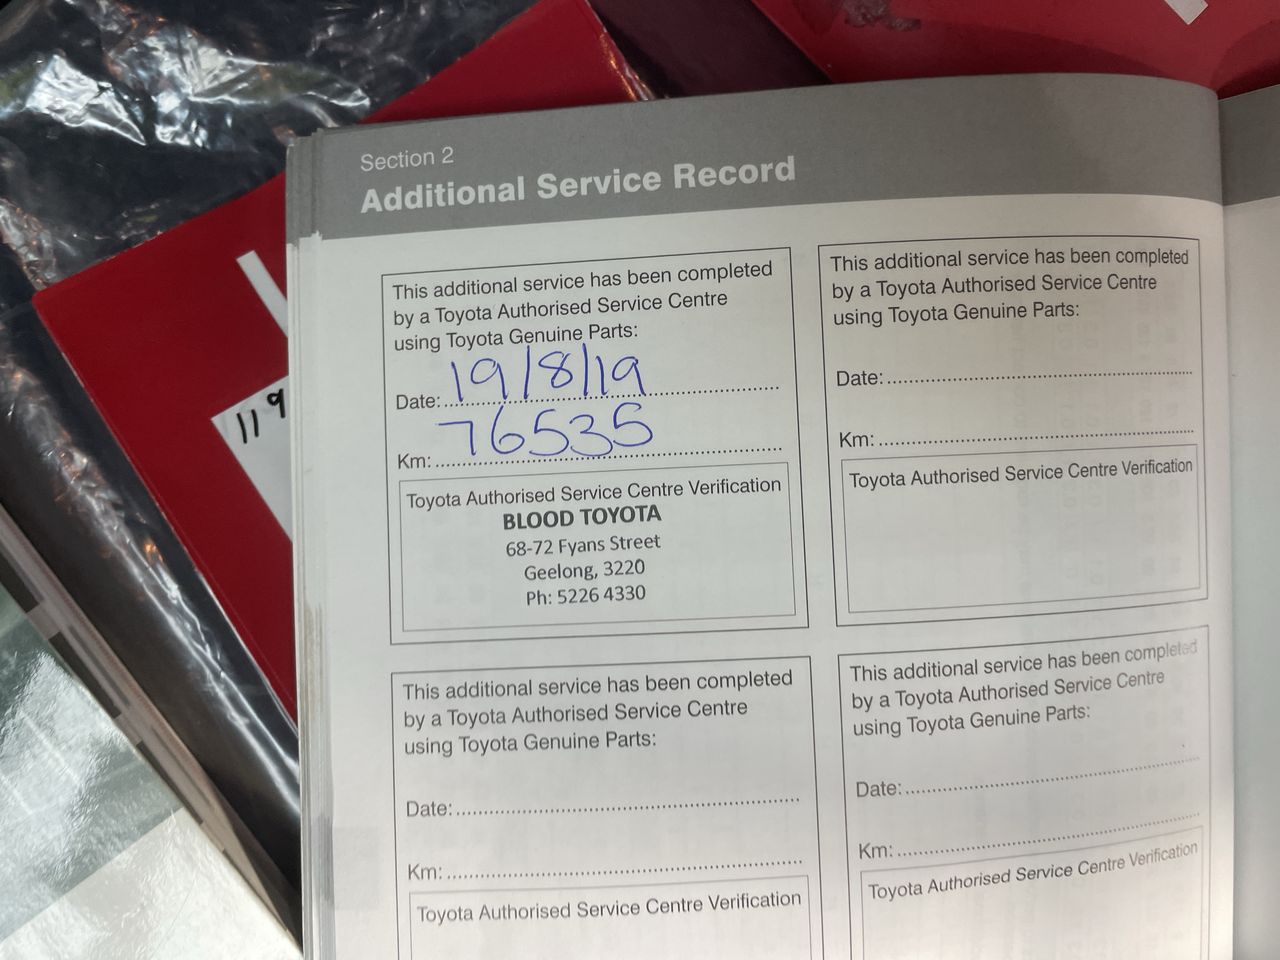 Section 2
Additional Service Record
This additional service has been completed
by a Toyota Authorised Service Centre
using Toyota Genuine Parts:
Date: 19/8/19
Km: 76535
Toyota Authorised Service Centre Verification
BLOOD TOYOTA
68-72 Fyans Street
Geelong, 3220
Ph: 5226 4330
This additional service has been completed
by a Toyota Authorised Service Centre
using Toyota Genuine Parts:
Date:
Km:
Toyota Authorised Service Centre Verification
This additional service has been completed
by a Toyota Authorised Service Centre
using Toyota Genuine Parts:
Date:
Km:
Toyota Authorised Service Centre Verification
This additional service has been completed
by a Toyota Authorised Service Centre
using Toyota Genuine Parts:
Date:
Km:
Toyota Authorised Service Centre Verification
119